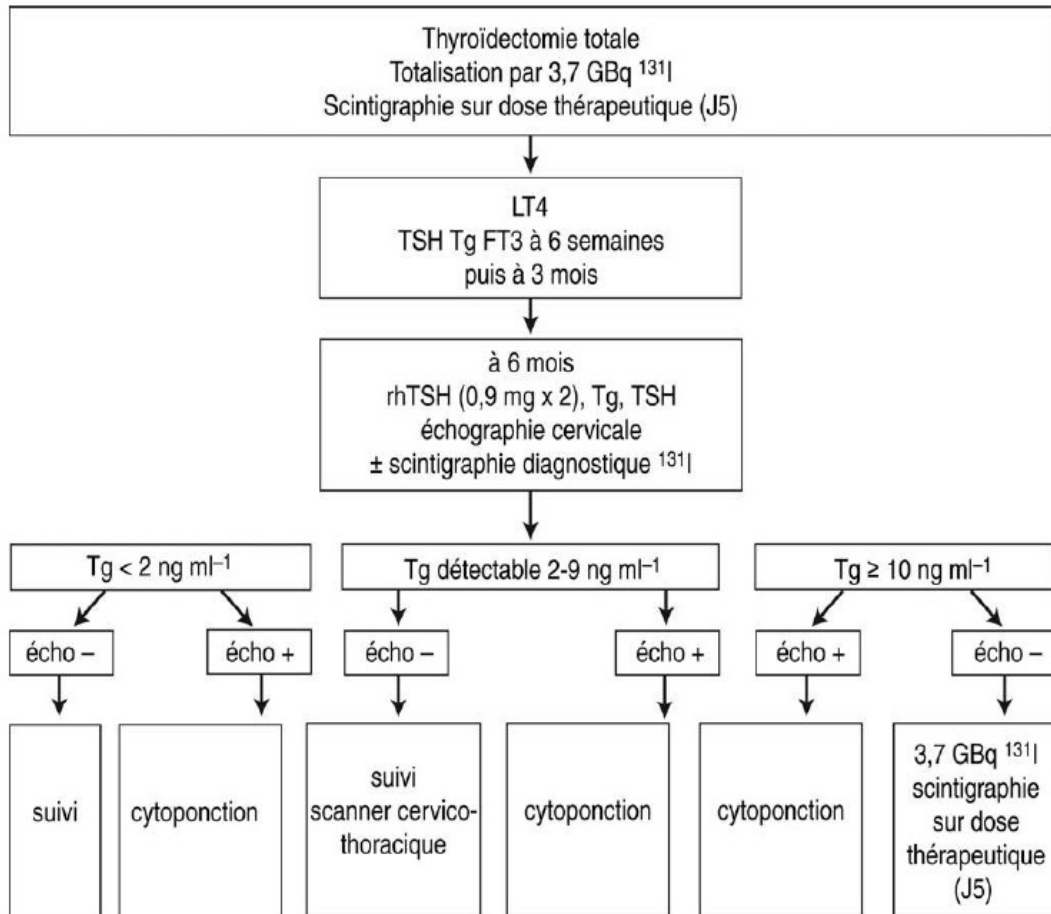 Thyroïdectomie totale
Totalisation par 3,7 GBq ¹³¹I
Scintigraphie sur dose thérapeutique (J5)
LT4
TSH Tg FT3 à 6 semaines
puis à 3 mois
à 6 mois
rhTSH (0,9 mg x 2), Tg, TSH
échographie cervicale
± scintigraphie diagnostique ¹³¹I
Tg < 2 ng ml⁻¹
Tg détectable 2-9 ng ml⁻¹
Tg ≥ 10 ng ml⁻¹
écho –
écho +
écho –
écho +
écho +
écho –
suivi
cytoponction
suivi
scanner cervico-
thoracique
cytoponction
cytoponction
3,7 GBq ¹³¹I
scintigraphie
sur dose
thérapeutique
(J5)